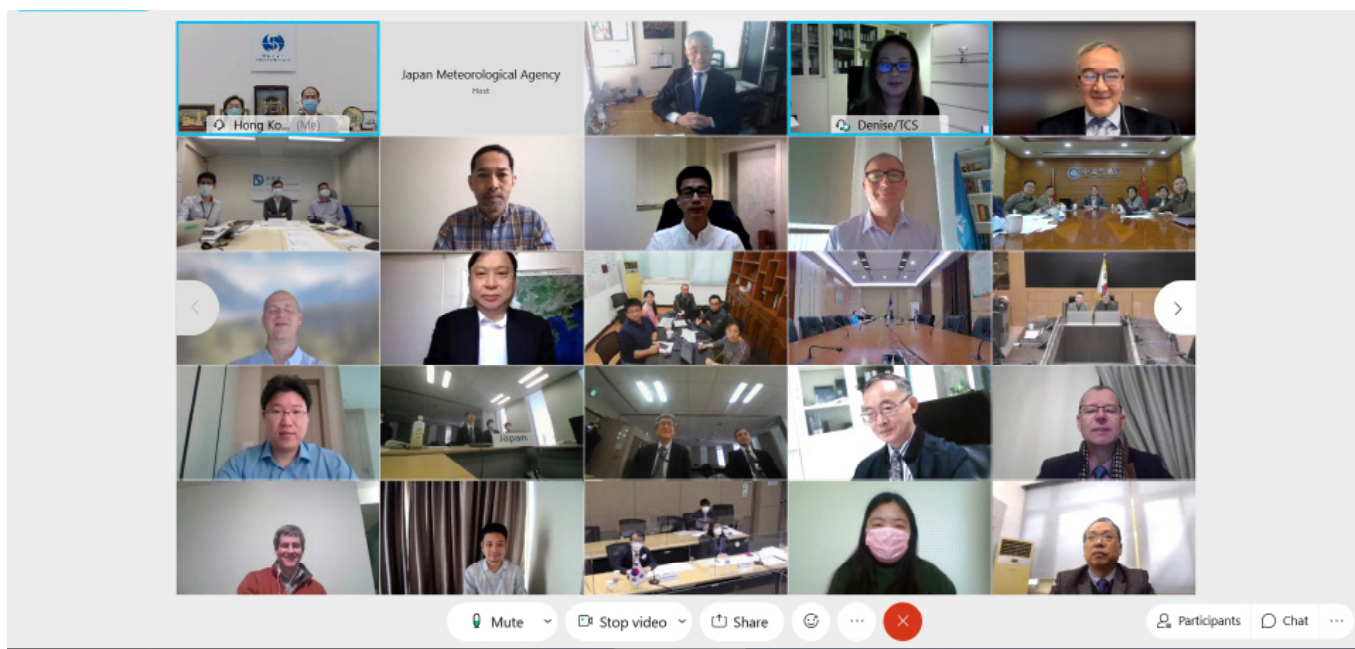 Japan Meteorological Agency
Host
Hong Ko... (Me)
Denise/TCS
Japan
Mute
Stop video
Share
Participants
Chat